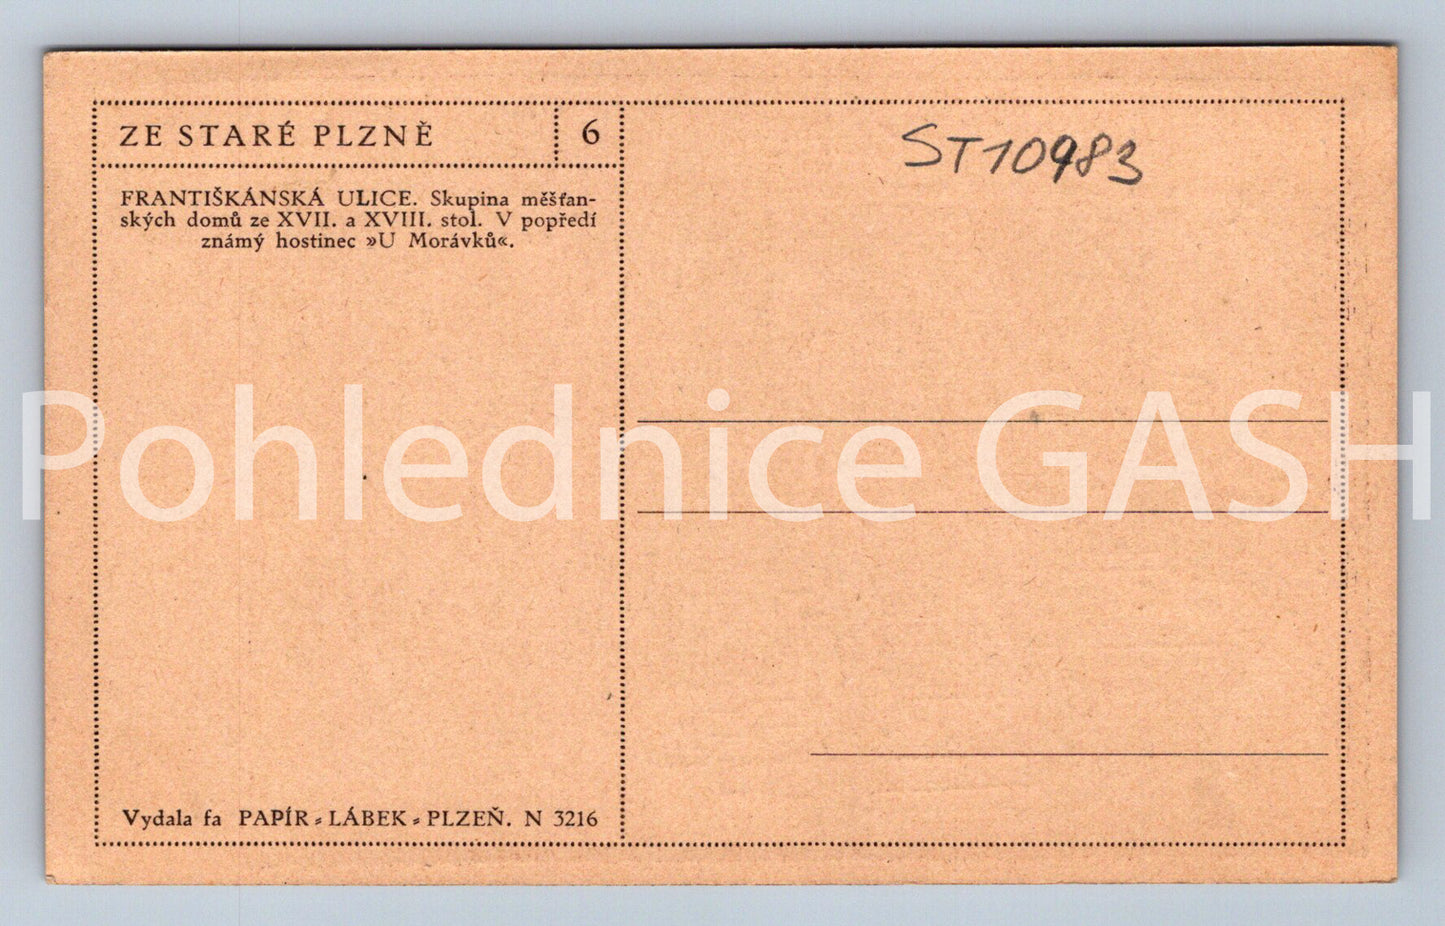 ZE STARÉ PLZNĚ
6
FRANTIŠKÁNSKÁ ULICE. Skupina měšťan-
ských domů ze XVII. a XVIII. stol. V popředí
známý hostinec »U Morávků«.
ST10983
Pohlednice GASH
Vydala fa PAPÍR-LÁBEK-PLZEŇ. N 3216